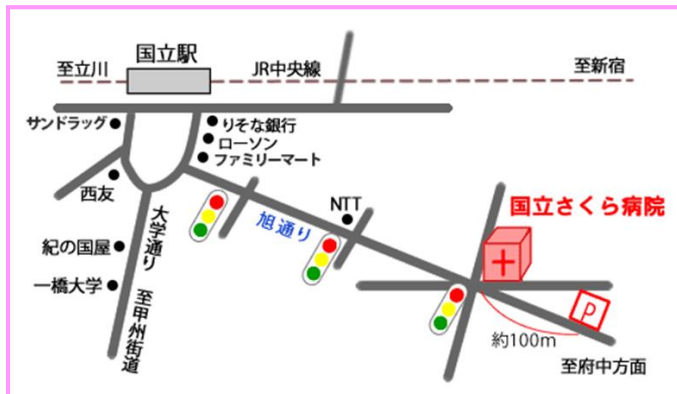 国立駅
至立川
JR中央線
至新宿
サンドラッグ
りそな銀行
ローソン
ファミリーマート
西友
NTT
国立さくら病院
旭通り
大学通り
紀の国屋
一橋大学
至甲州街道
P
約100m
至府中方面